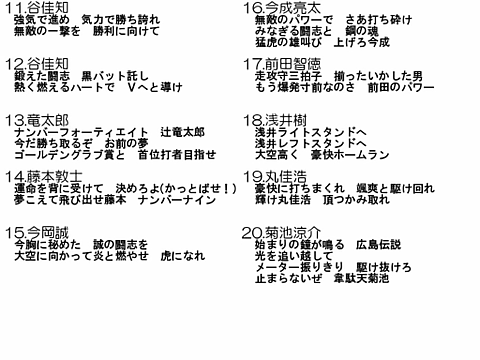 11.谷佳知
強気で進め　気力で勝ち誇れ
無敵の一撃を　勝利に向けて
12.谷佳知
鍛えた闘志　黒バット託し
熱く燃えるハートで　Vへと導け
13.竜太郎
ナンバーフォーティエイト　辻竜太郎
今だ勝ち取るぞ　お前の夢
ゴールデングラブ賞と　首位打者目指せ
14.藤本敦士
運命を背に受けて　決めろよ(かっとばせ！)
夢こえて飛び出せ藤本　ナンバーナイン
15.今岡誠
今胸に秘めた　誠の闘志を
大空に向かって炎と燃やせ　虎になれ
16.今成亮太
無敵のパワーで　さあ打ち砕け
みなぎる闘志と　鋼の魂
猛虎の雄叫び　上げろ今成
17.前田智徳
走攻守三拍子　揃ったいかした男
もう爆発寸前なのさ　前田のパワー
18.浅井樹
浅井ライトスタンドへ
浅井レフトスタンドへ
大空高く　豪快ホームラン
19.丸佳浩
豪快に打ちまくれ　颯爽と駆け回れ
輝け丸佳浩　頂つかみ取れ
20.菊池涼介
始まりの鐘が鳴る　広島伝説
光を追い越して
メーター振りきり　駆け抜けろ
止まらないぜ　韋駄天菊池